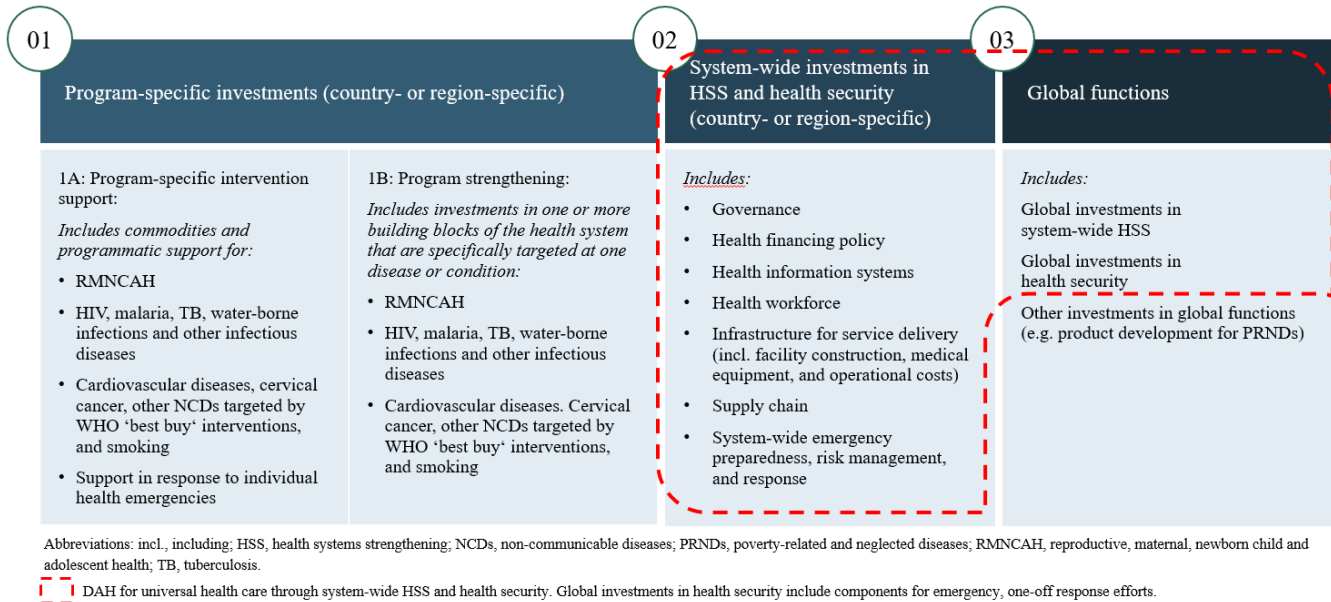 01
Program-specific investments (country- or region-specific)
02
System-wide investments in
HSS and health security
(country- or region-specific)
03
Global functions
1A: Program-specific intervention
support:
Includes commodities and
programmatic support for:
• RMNCAH
• HIV, malaria, TB, water-borne
infections and other infectious
diseases
• Cardiovascular diseases, cervical
cancer, other NCDs targeted by
WHO ‘best buy‘ interventions,
and smoking
• Support in response to individual
health emergencies
1B: Program strengthening:
Includes investments in one or more
building blocks of the health system
that are specifically targeted at one
disease or condition:
• RMNCAH
• HIV, malaria, TB, water-borne
infections and other infectious
diseases
• Cardiovascular diseases. Cervical
cancer, other NCDs targeted by
WHO ‘best buy‘ interventions,
and smoking
Includes:
• Governance
• Health financing policy
• Health information systems
• Health workforce
• Infrastructure for service delivery
(incl. facility construction, medical
equipment, and operational costs)
• Supply chain
• System-wide emergency
preparedness, risk management,
and response
Includes:
Global investments in
system-wide HSS
Global investments in
health security
Other investments in global functions
(e.g. product development for PRNDs)
Abbreviations: incl., including; HSS, health systems strengthening; NCDs, non-communicable diseases; PRNDs, poverty-related and neglected diseases; RMNCAH, reproductive, maternal, newborn child and
adolescent health; TB, tuberculosis.
DAH for universal health care through system-wide HSS and health security. Global investments in health security include components for emergency, one-off response efforts.